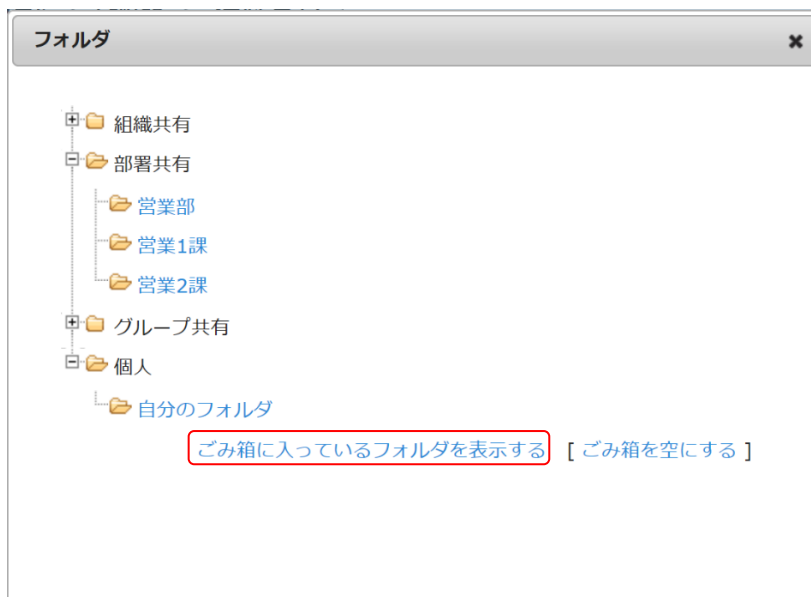 フォルダ
組織共有
部署共有
営業部
営業1課
営業2課
グループ共有
個人
自分のフォルダ
ごみ箱に入っているフォルダを表示する [ ごみ箱を空にする ]